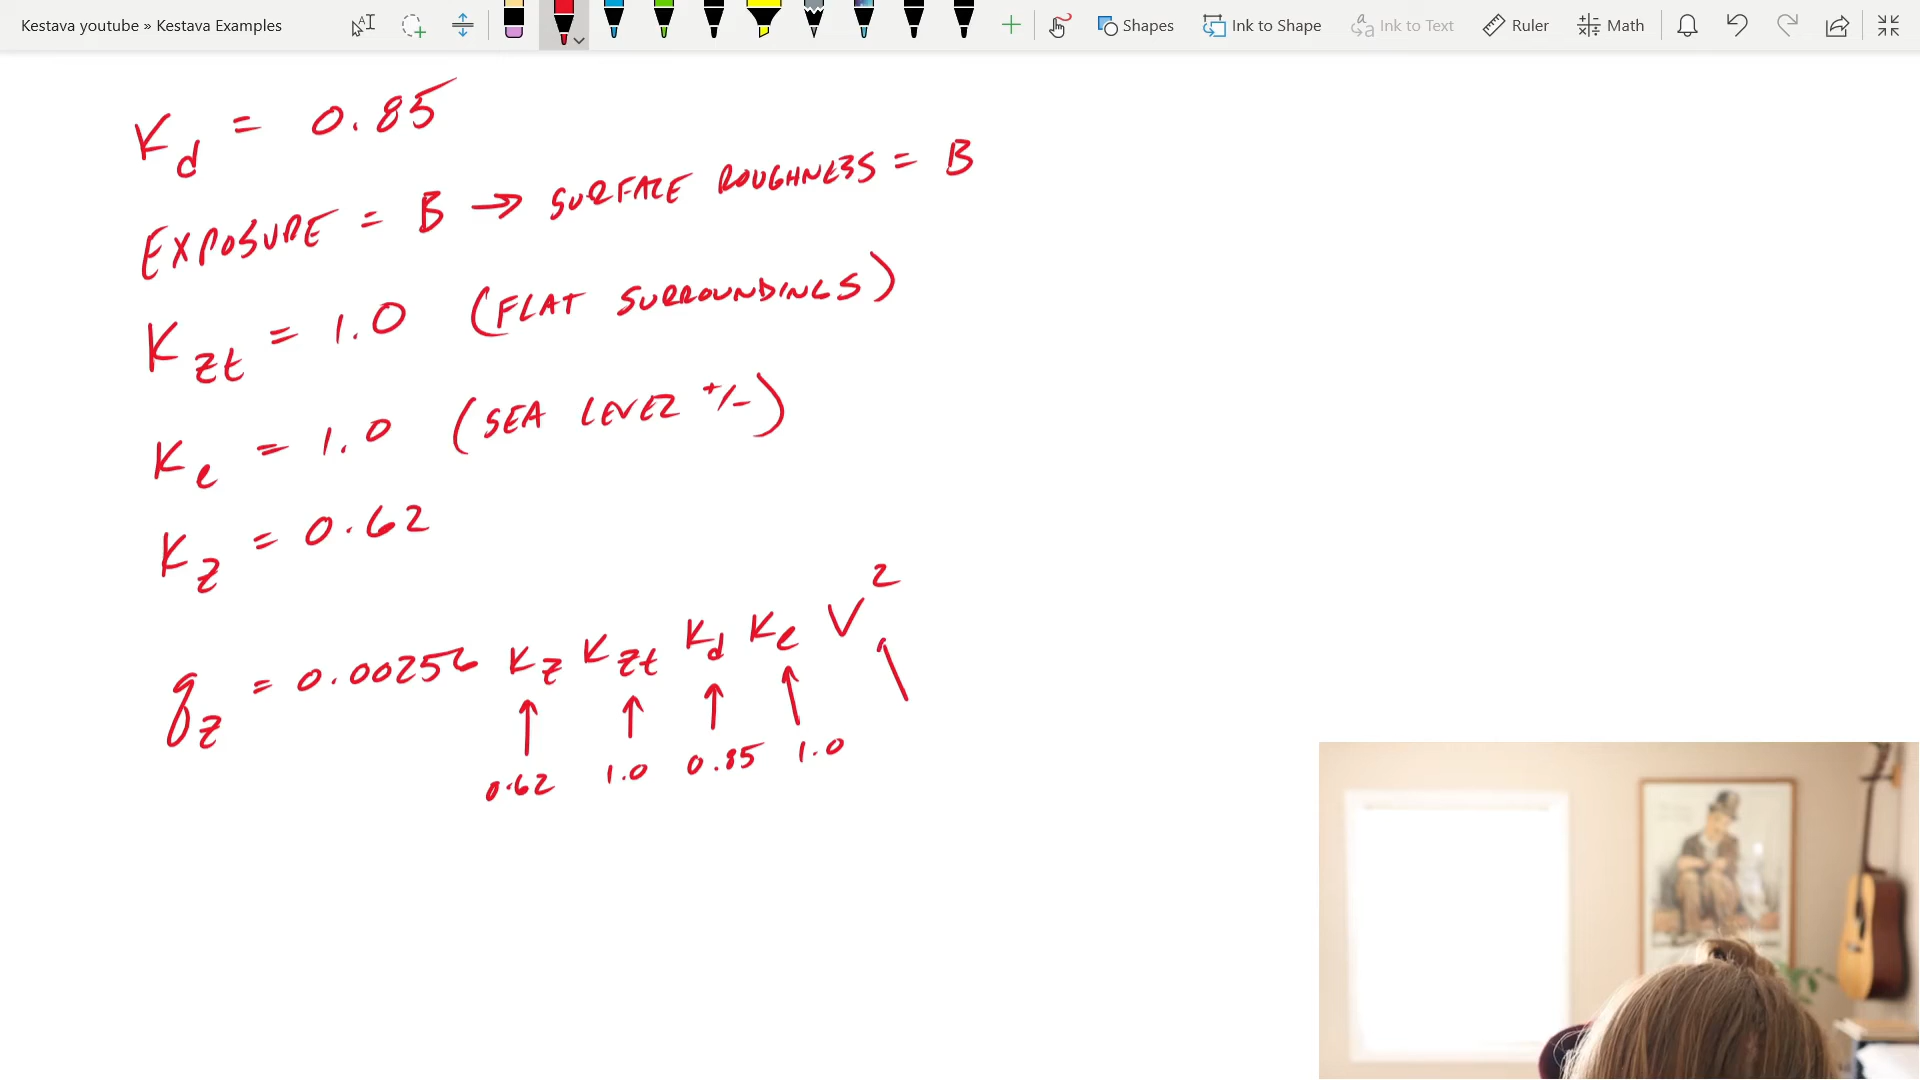 Kestava youtube » Kestava Examples
Shapes
Ink to Shape
Ink to Text
Ruler
Math
Kd = 0.85
EXPOSURE = B → SURFACE ROUGHNESS = B
Kzt = 1.0 (FLAT SURROUNDINGS)
Ke = 1.0 (SEA LEVEL +/-)
Kz = 0.62
qz = 0.00256 Kz Kzt Kd Ke V²
↑ ↑ ↑ ↑
0.62 1.0 0.85 1.0